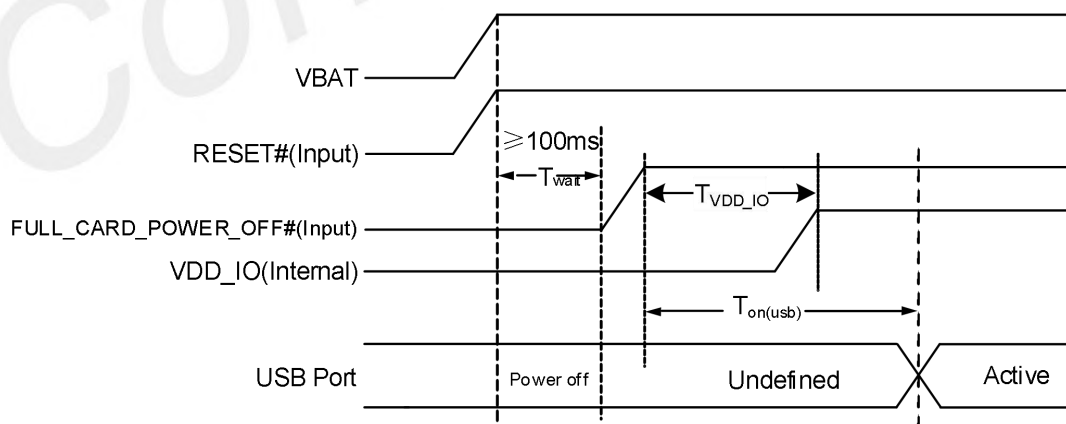 VBAT
RESET#(Input)
≥100ms
Twait
TVDD_IO
FULL_CARD_POWER_OFF#(Input)
VDD_IO(Internal)
Ton(usb)
USB Port
Power off
Undefined
Active